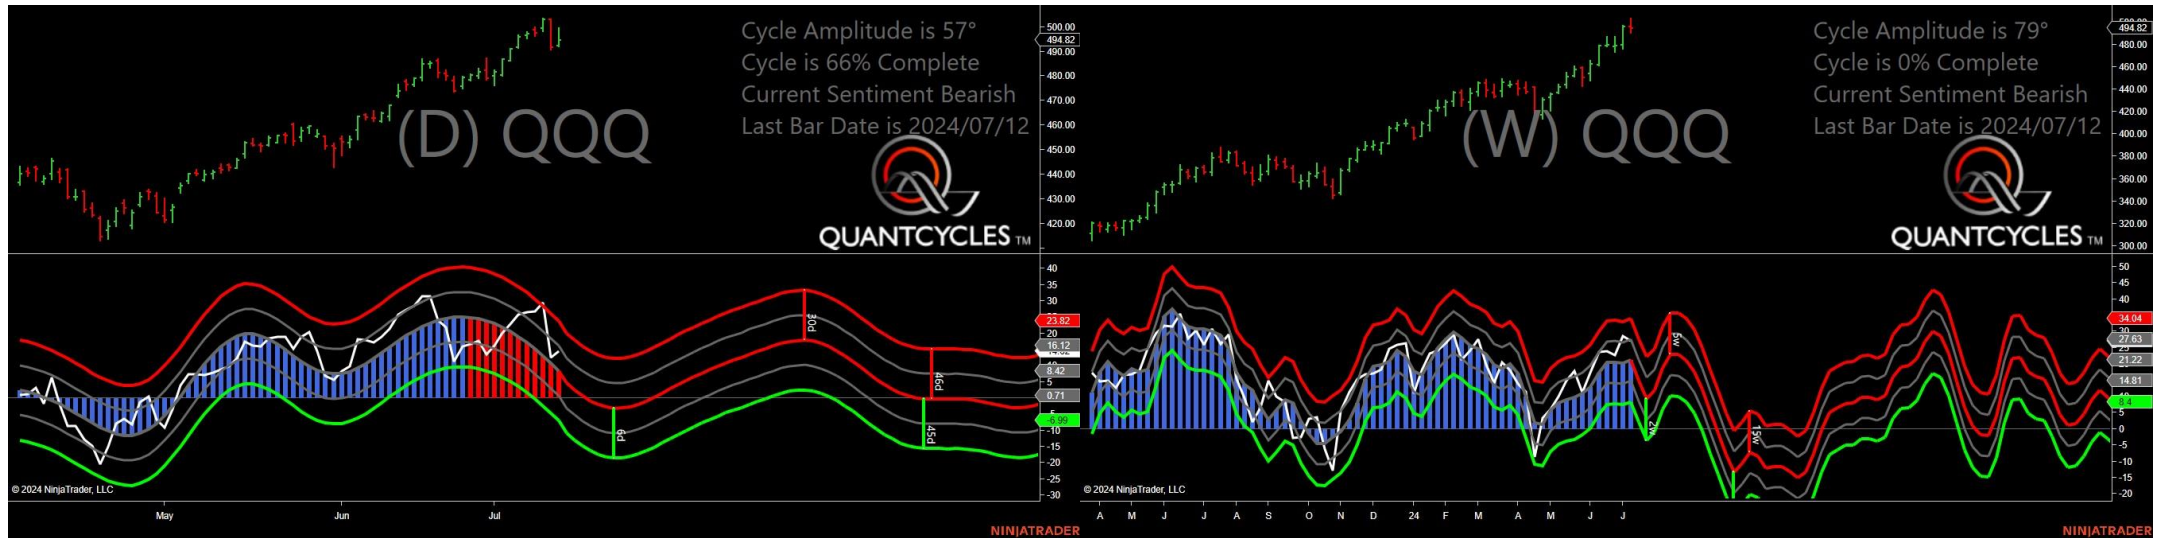 Cycle Amplitude is 57°
Cycle is 66% Complete
Current Sentiment Bearish
Last Bar Date is 2024/07/12
(D) QQQ
QUANTCYCLES TM
500.00
494.82
490.00
480.00
470.00
460.00
450.00
440.00
430.00
420.00
40
35
30
23.82
20
16.12
8.42
5
0.71
-6.99
-10
-15
-20
-25
-30
6d
30d
46d
45d
© 2024 NinjaTrader, LLC
May Jun Jul
NINJATRADER
Cycle Amplitude is 79°
Cycle is 0% Complete
Current Sentiment Bearish
Last Bar Date is 2024/07/12
(W) QQQ
QUANTCYCLES TM
494.82
480.00
460.00
440.00
420.00
400.00
380.00
360.00
340.00
320.00
300.00
50
45
40
34.04
27.63
21.22
14.81
8.4
5
0
-5
-10
-15
-20
2w
5w
15w
© 2024 NinjaTrader, LLC
A M J J A S O N D 24 F M A M J J
NINJATRADER